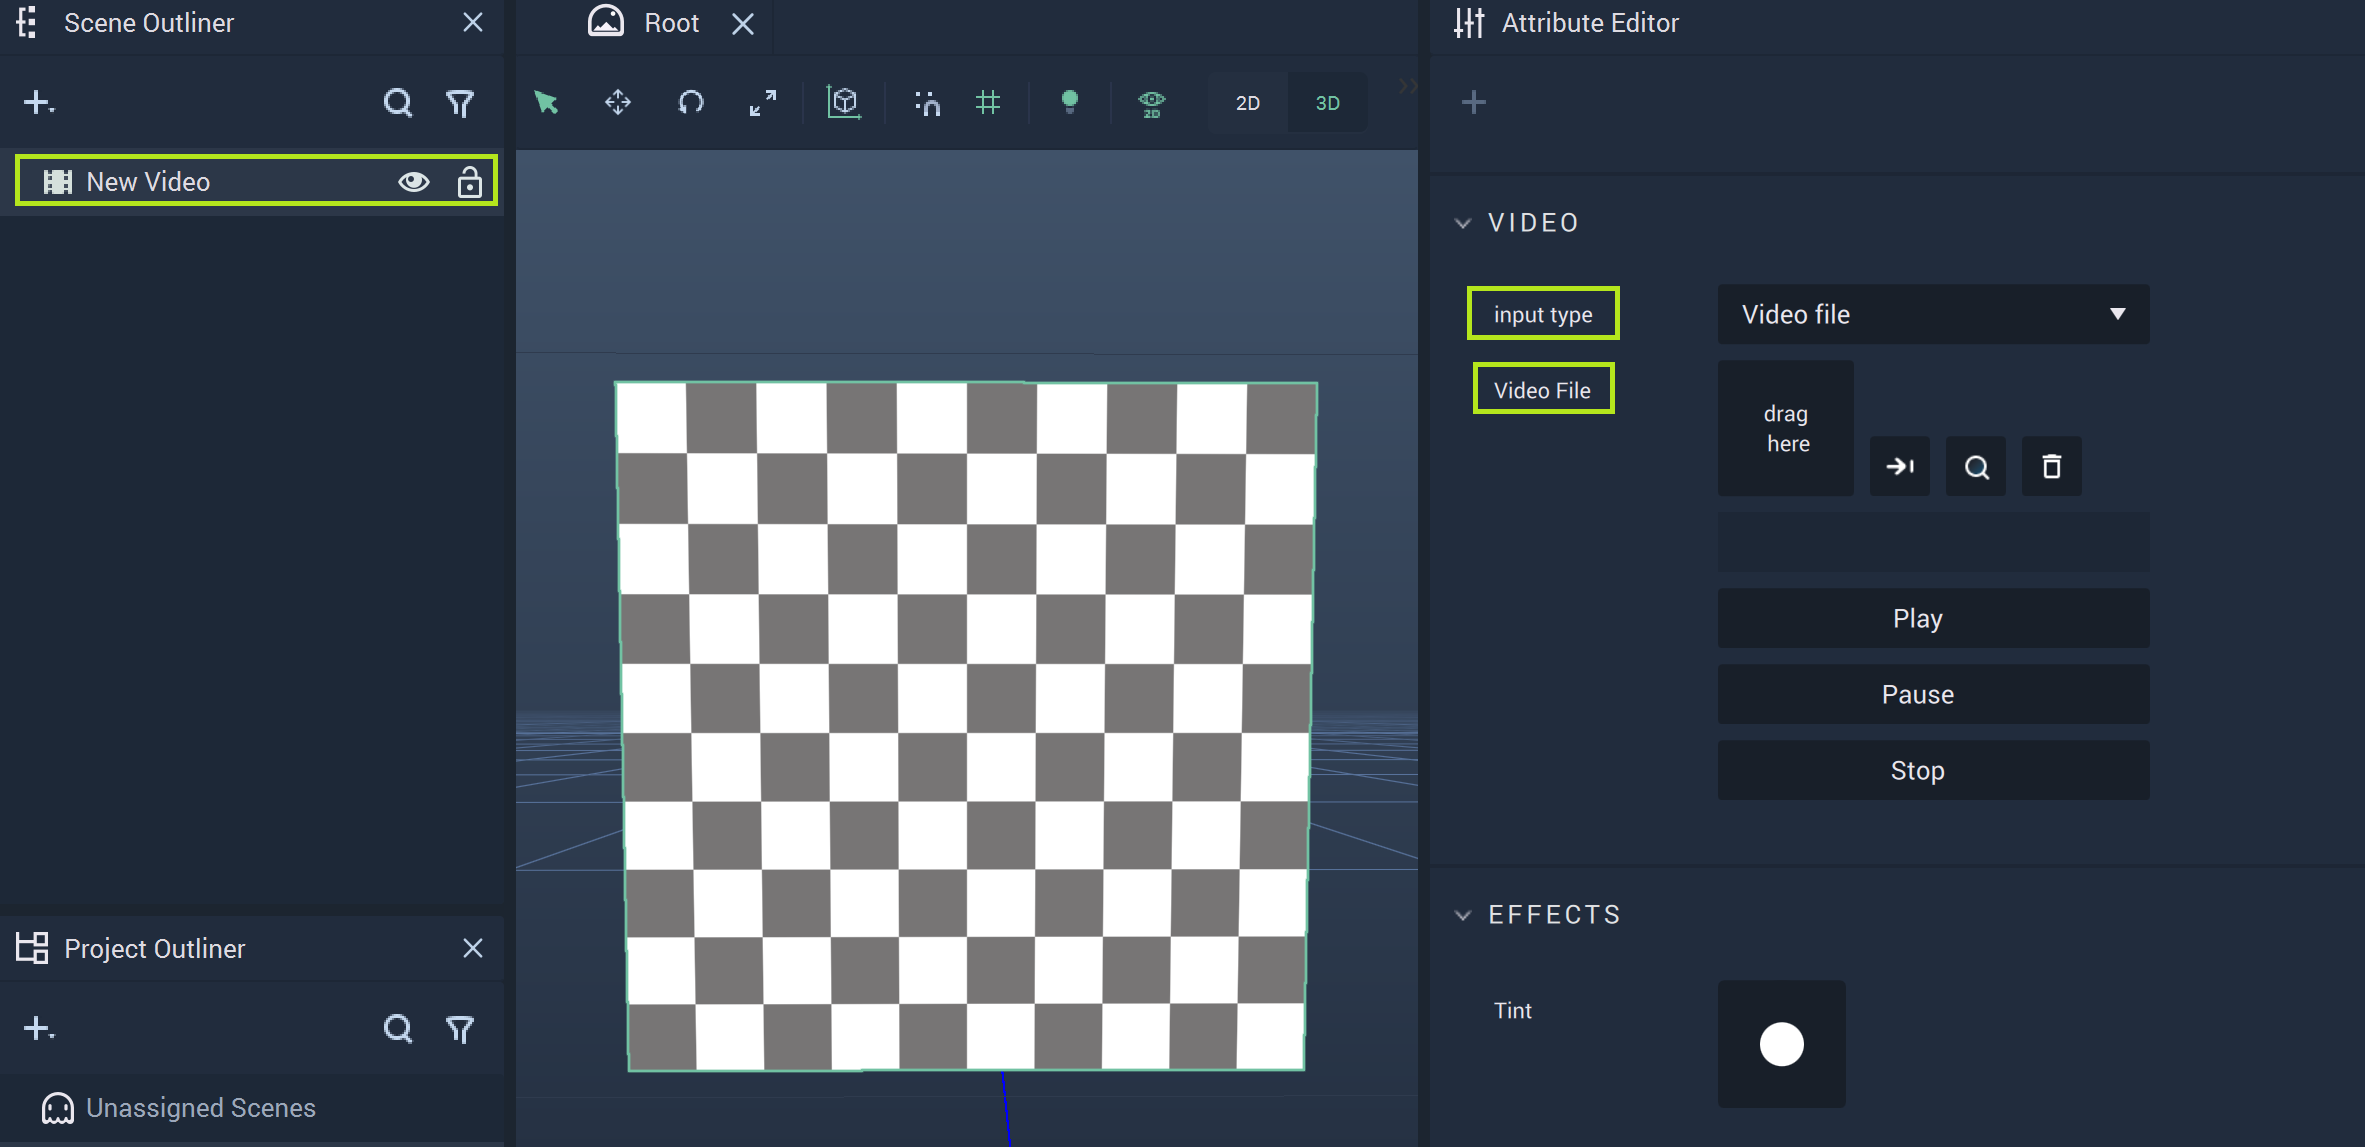 Scene Outliner
New Video
Project Outliner
Unassigned Scenes
Root
2D
2D
3D
Attribute Editor
VIDEO
input type
Video file
Video File
drag
here
Play
Pause
Stop
EFFECTS
Tint